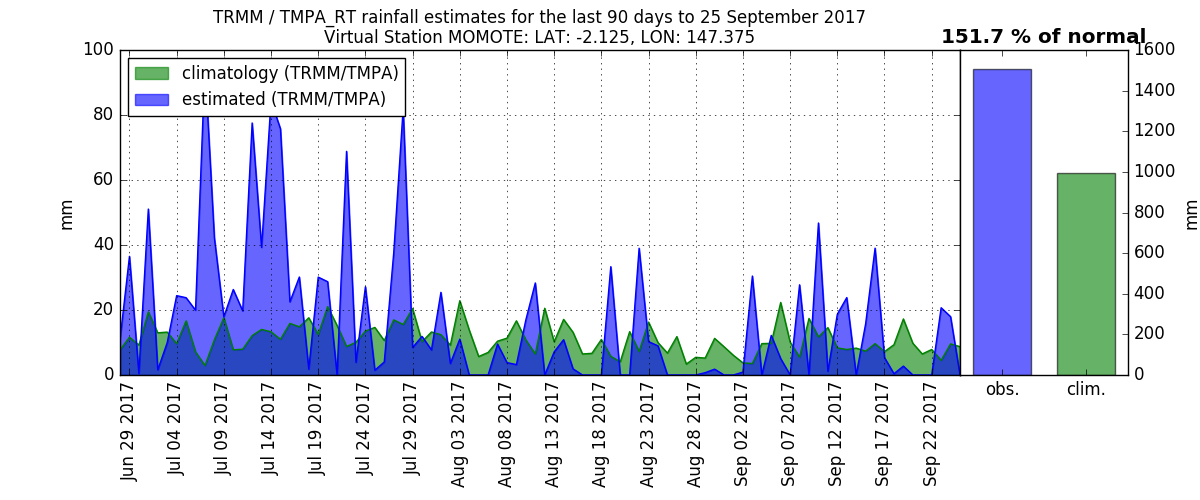 TRMM / TMPA_RT rainfall estimates for the last 90 days to 25 September 2017
Virtual Station MOMOTE: LAT: -2.125, LON: 147.375
151.7 % of normal
climatology (TRMM/TMPA)
estimated (TRMM/TMPA)
100
80
60
40
20
0
mm
1600
1400
1200
1000
800
600
400
200
0
mm
Jun 29 2017
Jul 04 2017
Jul 09 2017
Jul 14 2017
Jul 19 2017
Jul 24 2017
Jul 29 2017
Aug 03 2017
Aug 08 2017
Aug 13 2017
Aug 18 2017
Aug 23 2017
Aug 28 2017
Sep 02 2017
Sep 07 2017
Sep 12 2017
Sep 17 2017
Sep 22 2017
obs.
clim.